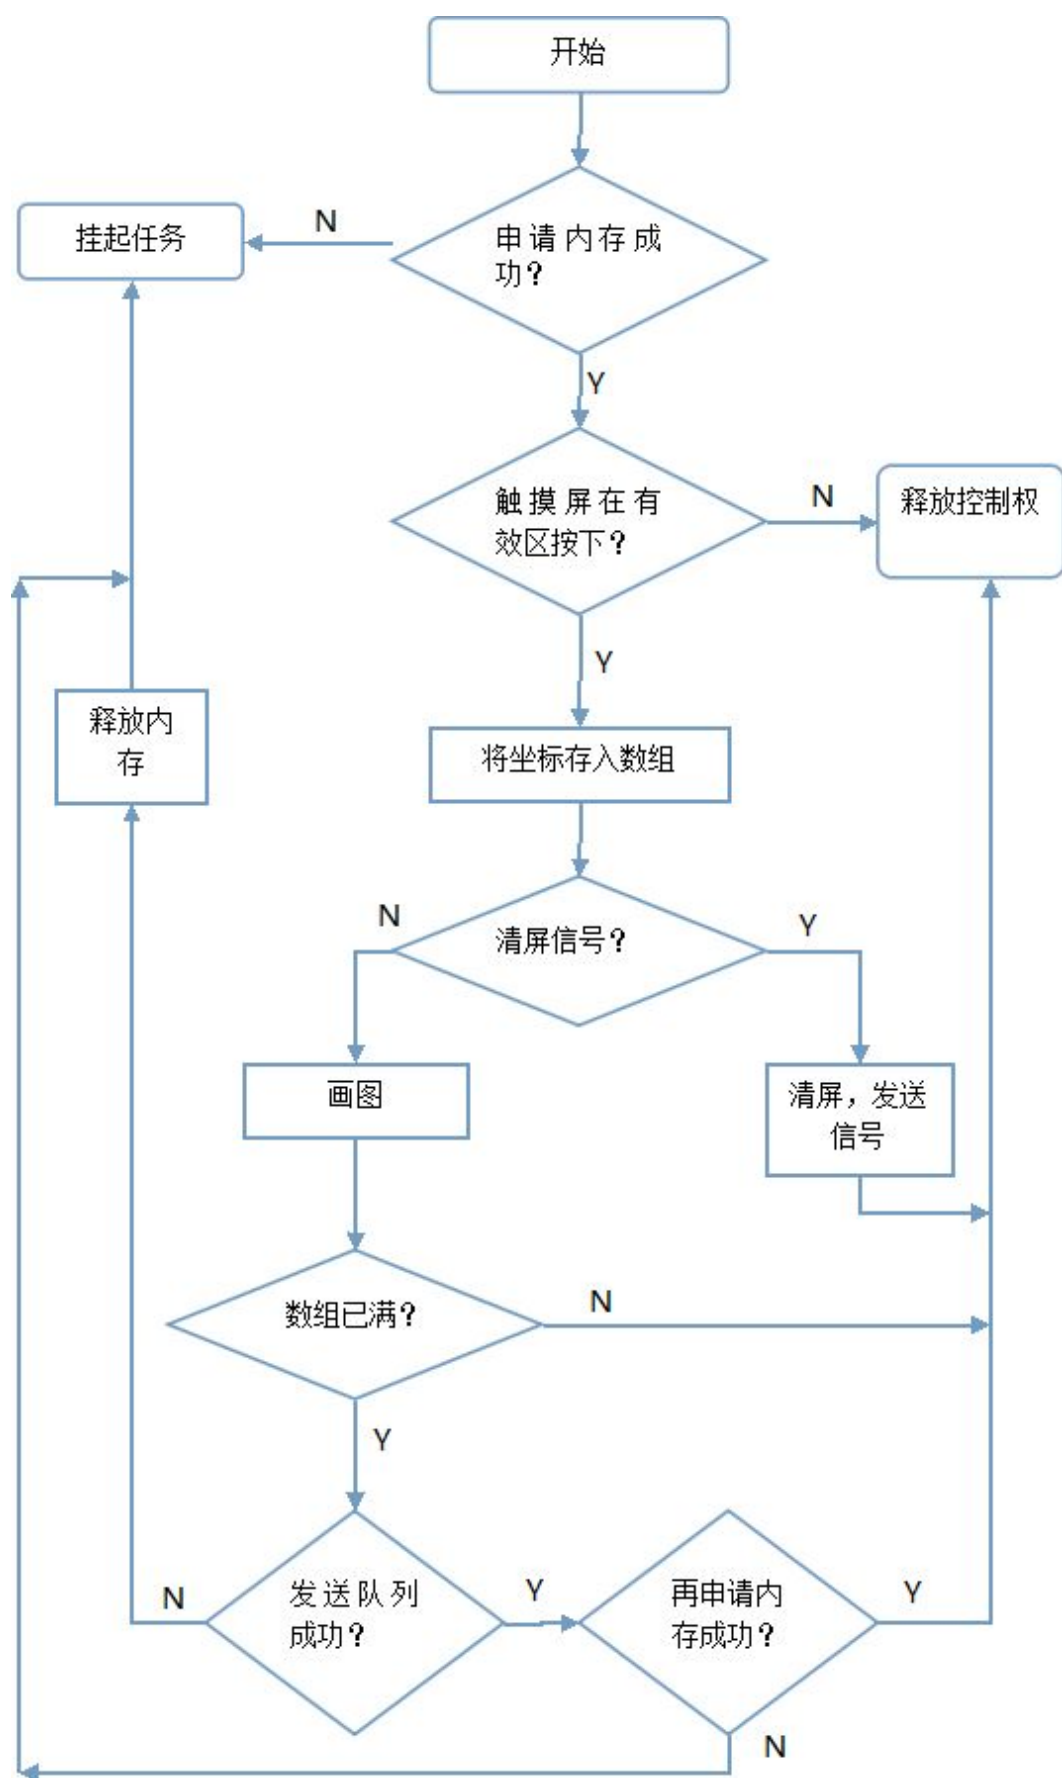 开始
挂起任务
N
申请内存成
功？
Y
触摸屏在有
效区按下？
N
释放控制权
Y
释放内
存
将坐标存入数组
N
清屏信号？
Y
画图
清屏，发送
信号
数组已满？
N
Y
N
发送队列
成功？
Y
再申请内
存成功？
Y
N